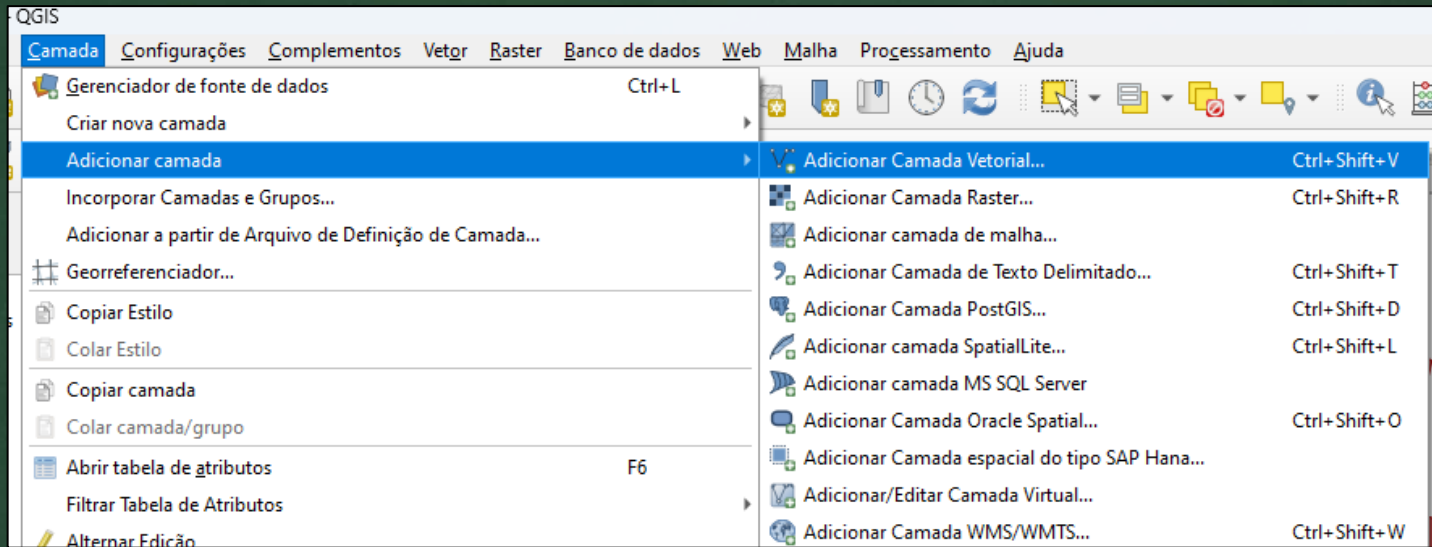 - QGIS
Camada Configurações Complementos Vetor Raster Banco de dados Web Malha Processamento Ajuda
Gerenciador de fonte de dados Ctrl+L
Criar nova camada
Adicionar camada
Incorporar Camadas e Grupos...
Adicionar a partir de Arquivo de Definição de Camada...
Georreferenciador...
Copiar Estilo
Colar Estilo
Copiar camada
Colar camada/grupo
Abrir tabela de atributos F6
Filtrar Tabela de Atributos
Alternar Edição
Adicionar Camada Vetorial... Ctrl+Shift+V
Adicionar Camada Raster... Ctrl+Shift+R
Adicionar camada de malha...
Adicionar Camada de Texto Delimitado... Ctrl+Shift+T
Adicionar Camada PostGIS... Ctrl+Shift+D
Adicionar camada SpatialLite... Ctrl+Shift+L
Adicionar camada MS SQL Server
Adicionar Camada Oracle Spatial... Ctrl+Shift+O
Adicionar Camada espacial do tipo SAP Hana...
Adicionar/Editar Camada Virtual...
Adicionar Camada WMS/WMTS... Ctrl+Shift+W